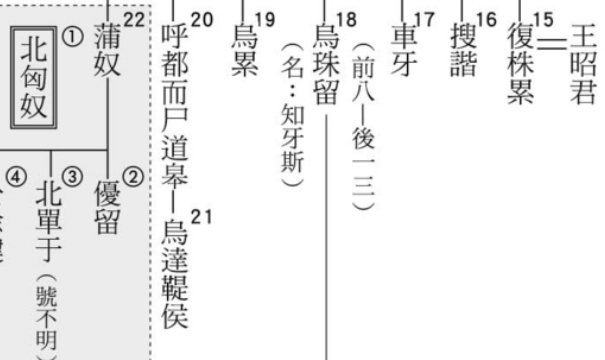 王昭君
15
復株累
16
搜諧
17
車牙
18
烏珠留
（前八—後一三）
（名：知牙斯）
19
烏累
20
呼都而尸道皋
21
烏達鞮侯
22
蒲奴
①
北匈奴
②
優留
③
北單于（號不明）
④